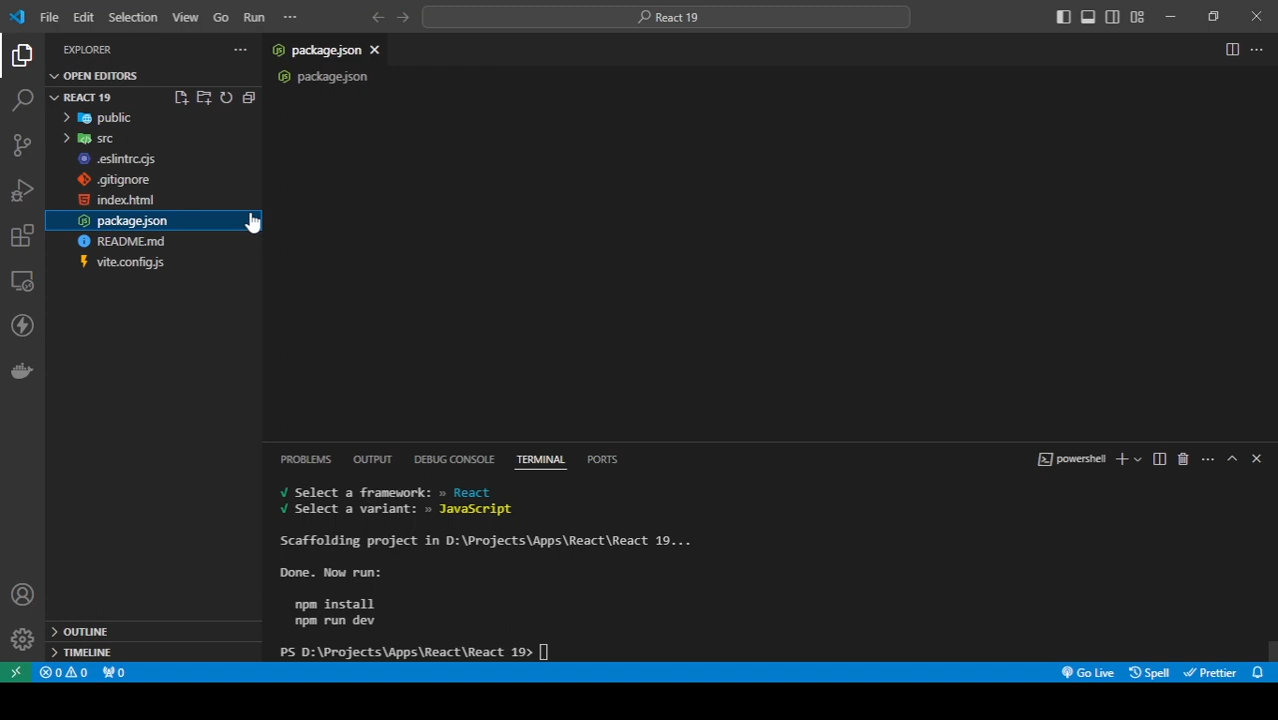 File Edit Selection View Go Run ··· React 19
EXPLORER ···
package.json
OPEN EDITORS
package.json
REACT 19
public
src
.eslintrc.cjs
.gitignore
index.html
package.json
README.md
vite.config.js
PROBLEMS OUTPUT DEBUG CONSOLE TERMINAL PORTS powershell
√ Select a framework: » React
√ Select a variant: » JavaScript
Scaffolding project in D:\Projects\Apps\React\React 19...
Done. Now run:
npm install
npm run dev
PS D:\Projects\Apps\React\React 19>
OUTLINE
TIMELINE
0 0 0 Go Live Spell Prettier